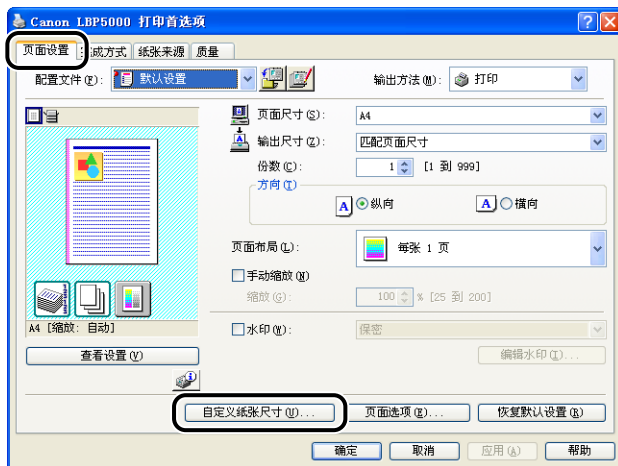 Canon LBP5000 打印首选项
页面设置 成方式 纸张来源 质量
配置文件(F): 默认设置 输出方法(M): 打印
页面尺寸(S): A4
输出尺寸(Z): 匹配页面尺寸
份数(C): 1 [1 到 999]
方向(T)
A 纵向 A 横向
页面布局(L): 每张 1 页
手动缩放(N)
缩放(G): 100 % [25 到 200]
A4 [缩放: 自动]
水印(W): 保密
查看设置(V) 编辑水印(I)...
自定义纸张尺寸(U)... 页面选项(E)... 恢复默认设置(R)
确定 取消 应用(A) 帮助